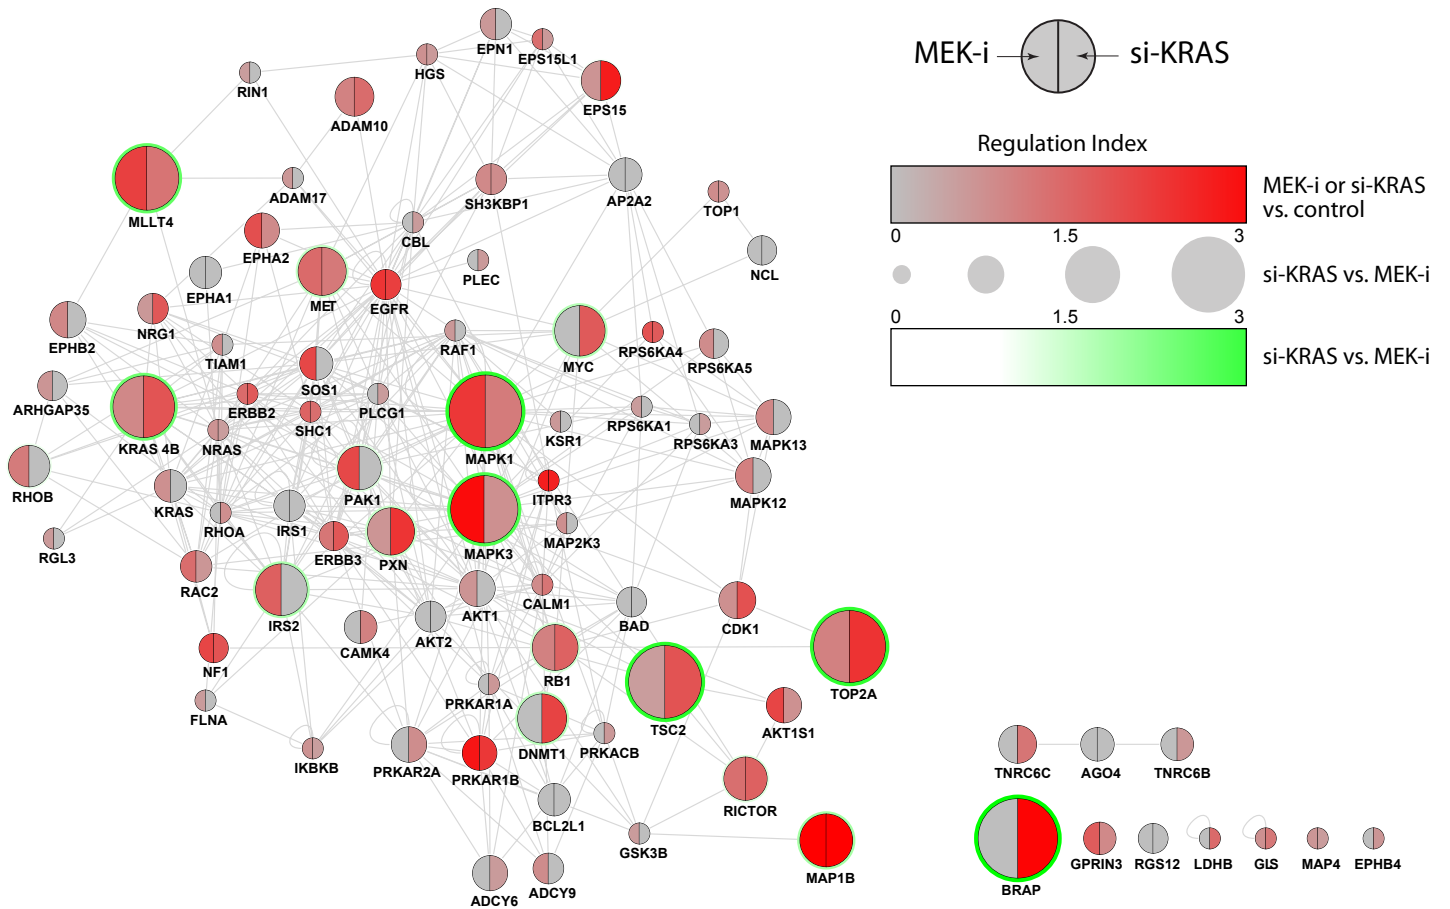 MEK-i
si-KRAS
Regulation Index
MEK-i or si-KRAS
vs. control
0
1.5
3
si-KRAS vs. MEK-i
0
1.5
3
si-KRAS vs. MEK-i
EPN1
EPS15L1
HGS
RIN1
EPS15
ADAM10
MLLT4
ADAM17
SH3KBP1
AP2A2
TOP1
CBL
EPHA2
NCL
PLEC
EPHA1
MET
EGFR
NRG1
EPHB2
TIAM1
RAF1
MYC
RPS6KA4
RPS6KA5
SOS1
ARHGAP35
ERBB2
PLCG1
SHC1
KRAS 4B
NRAS
MAPK1
KSR1
RPS6KA1
RPS6KA3
MAPK13
RHOB
KRAS
PAK1
ITPR3
MAPK12
RHOA
IRS1
RGL3
ERBB3
PXN
MAPK3
MAP2K3
RAC2
IRS2
AKT1
CALM1
BAD
CDK1
CAMK4
AKT2
NF1
RB1
TOP2A
FLNA
PRKAR1A
TSC2
AKT1S1
IKBKB
PRKAR2A
PRKAR1B
DNMT1
PRKACB
RICTOR
BCL2L1
GSK3B
MAP1B
ADCY6
ADCY9
TNRC6C
AGO4
TNRC6B
BRAP
GPRIN3
RGS12
LDHB
GLS
MAP4
EPHB4